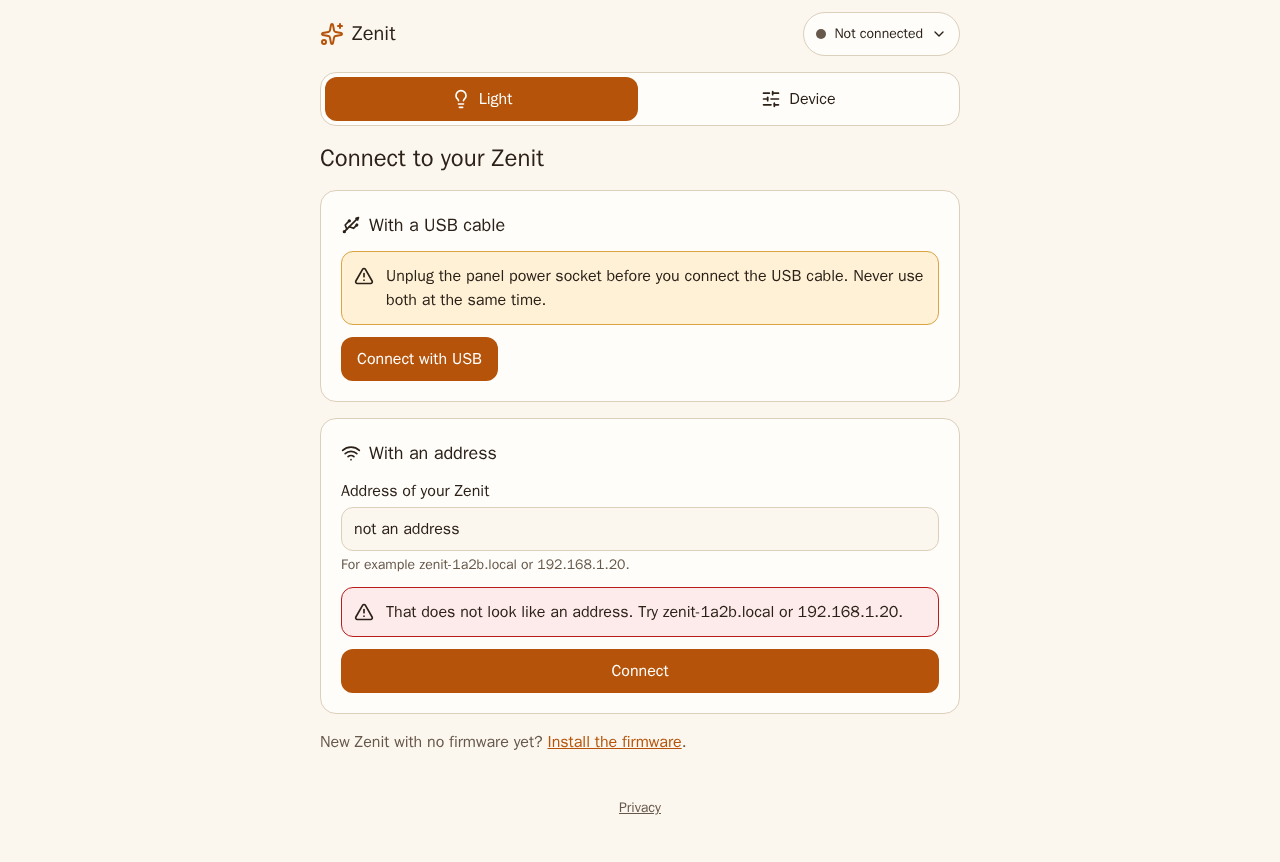 Zenit
Not connected
Light
Device
Connect to your Zenit
With a USB cable
Unplug the panel power socket before you connect the USB cable. Never use
both at the same time.
Connect with USB
With an address
Address of your Zenit
not an address
For example zenit-1a2b.local or 192.168.1.20.
That does not look like an address. Try zenit-1a2b.local or 192.168.1.20.
Connect
New Zenit with no firmware yet? Install the firmware.
Privacy